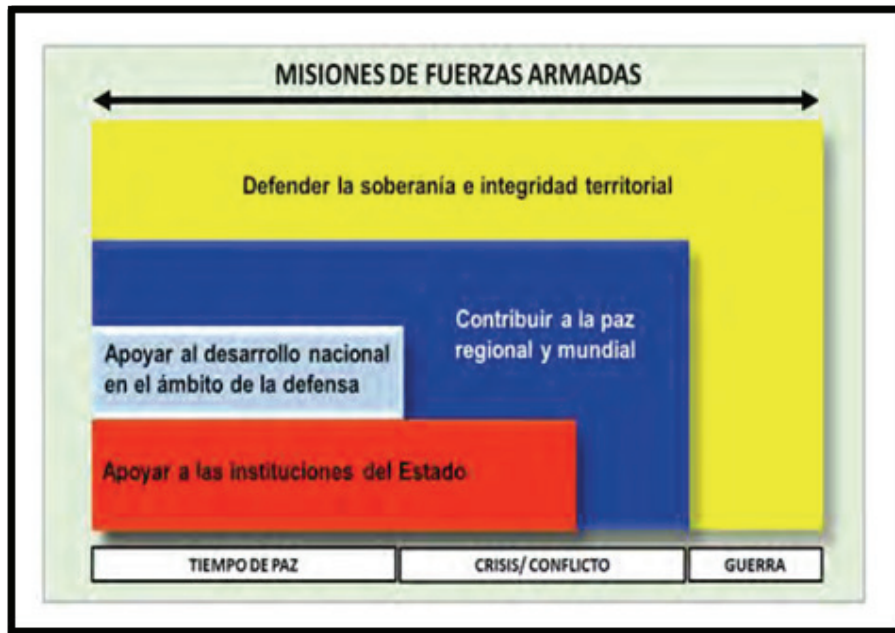 MISIONES DE FUERZAS ARMADAS
Defender la soberanía e integridad territorial
Contribuir a la paz
regional y mundial
Apoyar al desarrollo nacional
en el ámbito de la defensa
Apoyar a las instituciones del Estado
TIEMPO DE PAZ
CRISIS/ CONFLICTO
GUERRA